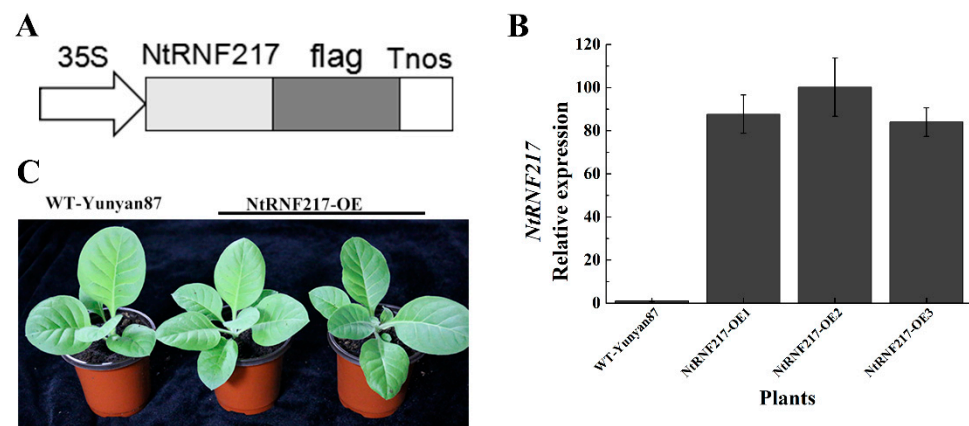 A
35S NtRNF217 flag Tnos
B
NtRNF217
Relative expression
120
100
80
60
40
20
0
WT-Yunyan87
NtRNF217-OE1
NtRNF217-OE2
NtRNF217-OE3
Plants
C
WT-Yunyan87 NtRNF217-OE